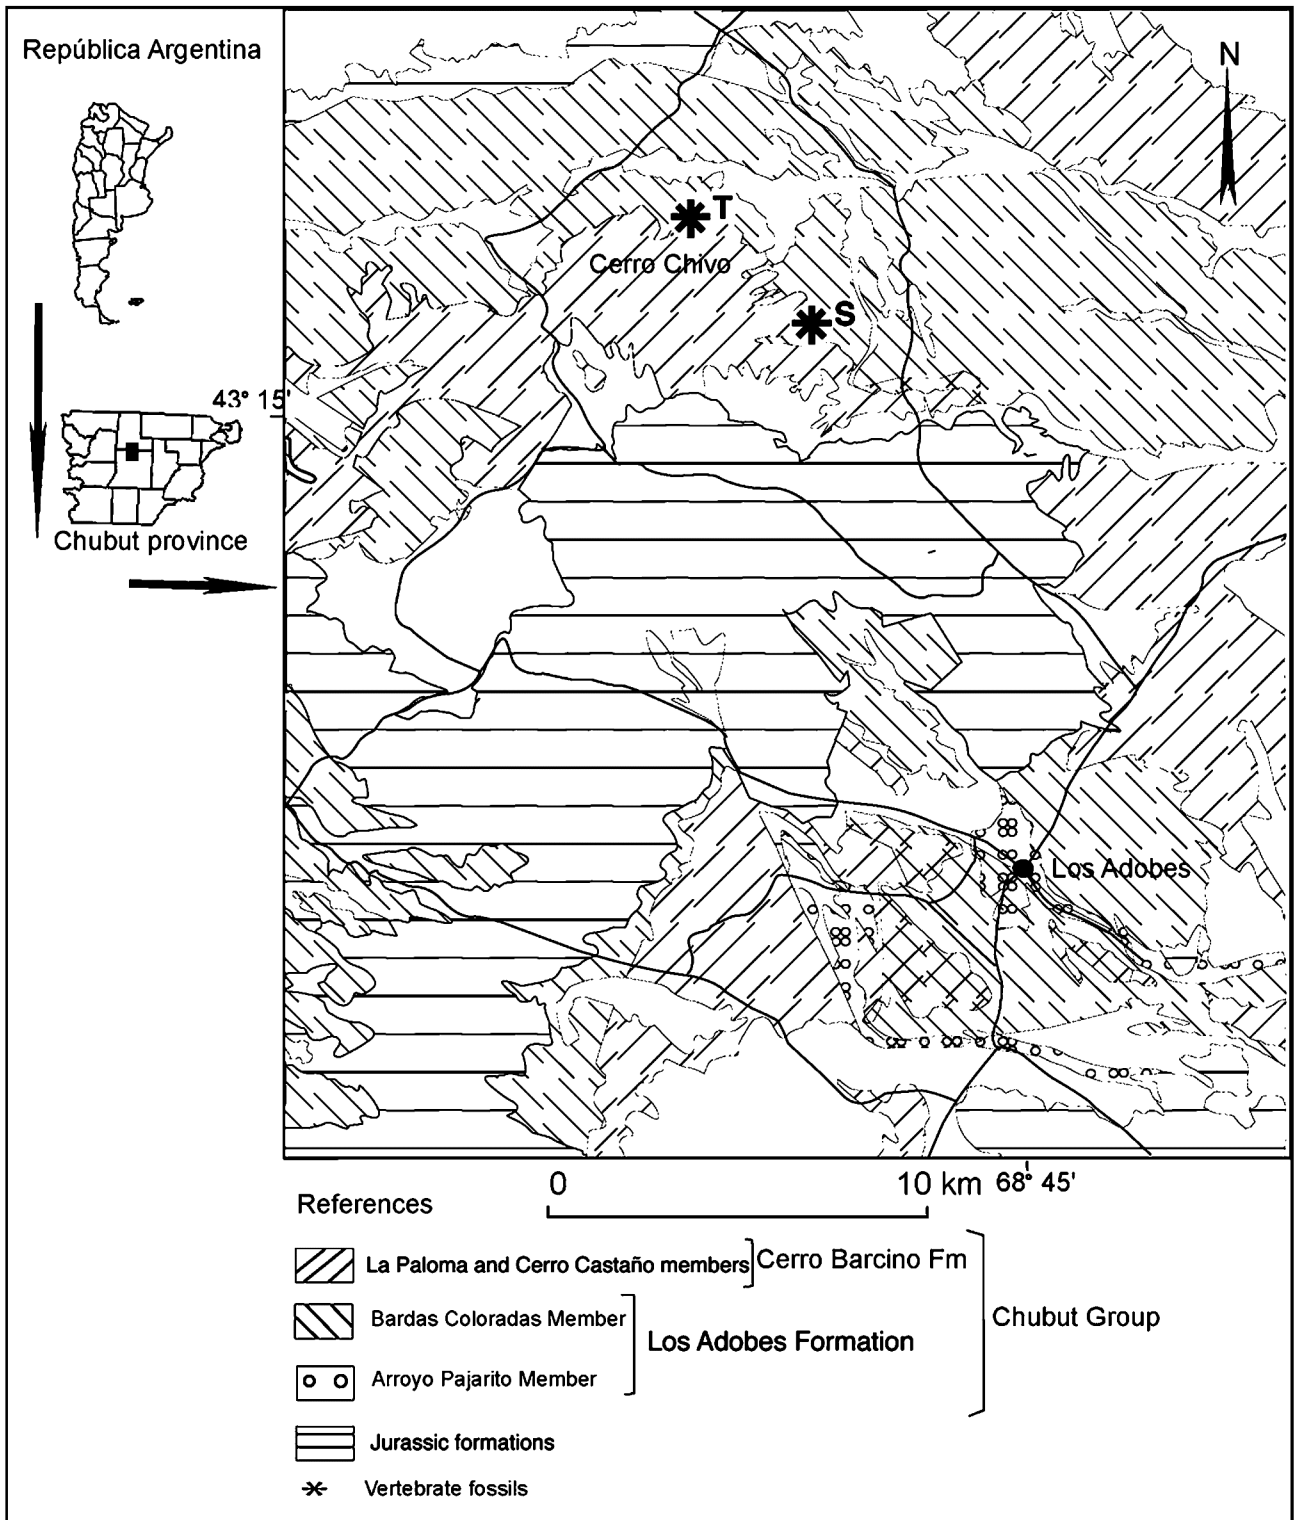 República Argentina
N
T
Cerro Chivo
S
43° 15'
Chubut province
Los Adobes
0
10 km
68° 45'
References
La Paloma and Cerro Castaño members
Cerro Barcino Fm
Bardas Coloradas Member
Chubut Group
Los Adobes Formation
Arroyo Pajarito Member
Jurassic formations
Vertebrate fossils